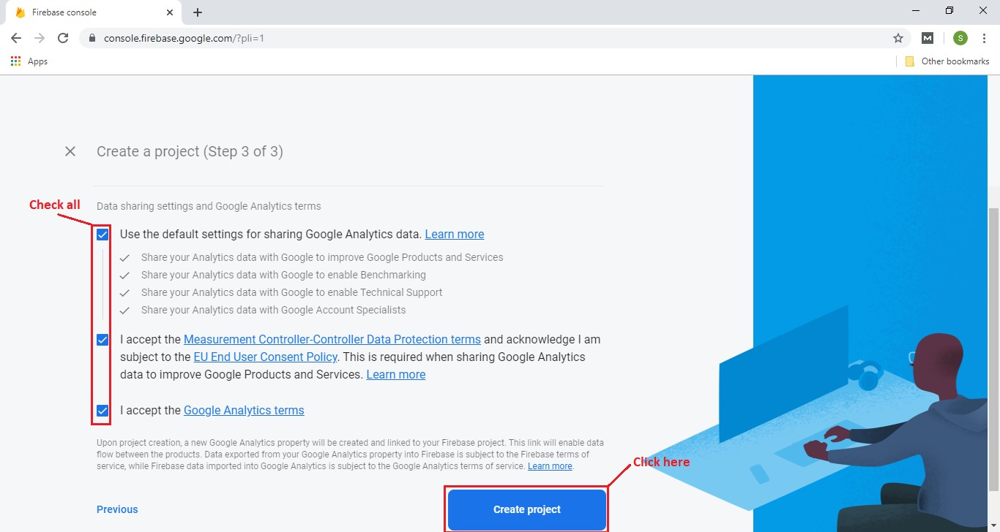 Firebase console
console.firebase.google.com/?pli=1
S
Apps
Other bookmarks
Create a project (Step 3 of 3)
Check all
Data sharing settings and Google Analytics terms
Use the default settings for sharing Google Analytics data. Learn more
Share your Analytics data with Google to improve Google Products and Services
Share your Analytics data with Google to enable Benchmarking
Share your Analytics data with Google to enable Technical Support
Share your Analytics data with Google Account Specialists
I accept the Measurement Controller-Controller Data Protection terms and acknowledge I am
subject to the EU End User Consent Policy. This is required when sharing Google Analytics
data to improve Google Products and Services. Learn more
I accept the Google Analytics terms
Upon project creation, a new Google Analytics property will be created and linked to your Firebase project. This link will enable data
flow between the products. Data exported from your Google Analytics property into Firebase is subject to the Firebase terms of
service, while Firebase data imported into Google Analytics is subject to the Google Analytics terms of service. Learn more.
Click here
Previous
Create project